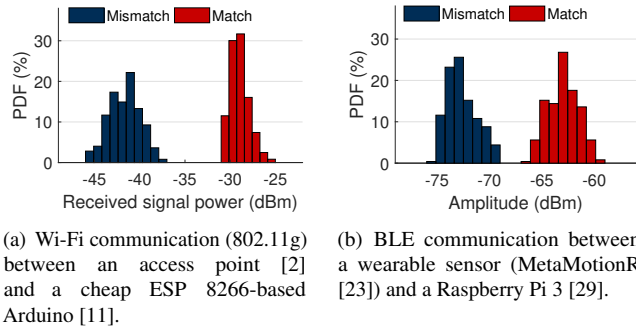 Mismatch Match
PDF (%)
30
20
10
0
-45 -40 -35 -30 -25
Received signal power (dBm)
Mismatch Match
PDF (%)
30
20
10
0
-75 -70 -65 -60
Amplitude (dBm)
(a) Wi-Fi communication (802.11g)
between an access point [2]
and a cheap ESP 8266-based
Arduino [11].
(b) BLE communication between
a wearable sensor (MetaMotionR
[23]) and a Raspberry Pi 3 [29].